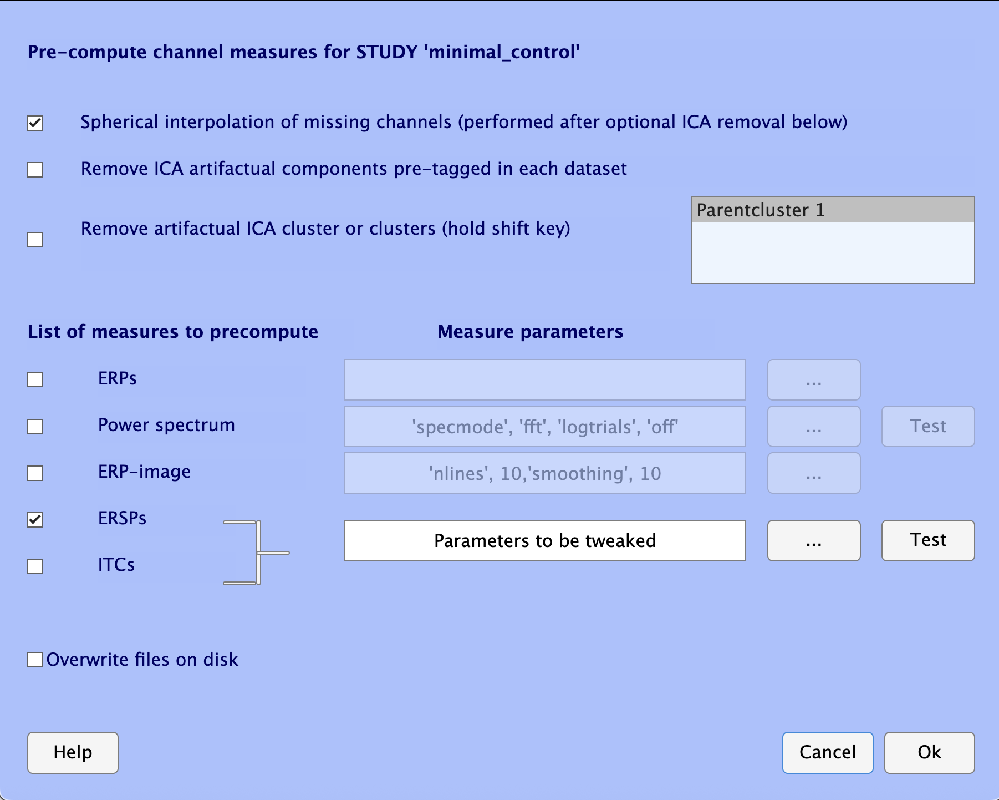 Pre-compute channel measures for STUDY 'minimal_control'
Spherical interpolation of missing channels (performed after optional ICA removal below)
Remove ICA artifactual components pre-tagged in each dataset
Remove artifactual ICA cluster or clusters (hold shift key)
Parentcluster 1
List of measures to precompute
Measure parameters
ERPs
...
Power spectrum
'specmode', 'fft', 'logtrials', 'off'
...
Test
ERP-image
'nlines', 10,'smoothing', 10
...
ERSPs
ITCs
Parameters to be tweaked
...
Test
Overwrite files on disk
Help
Cancel
Ok